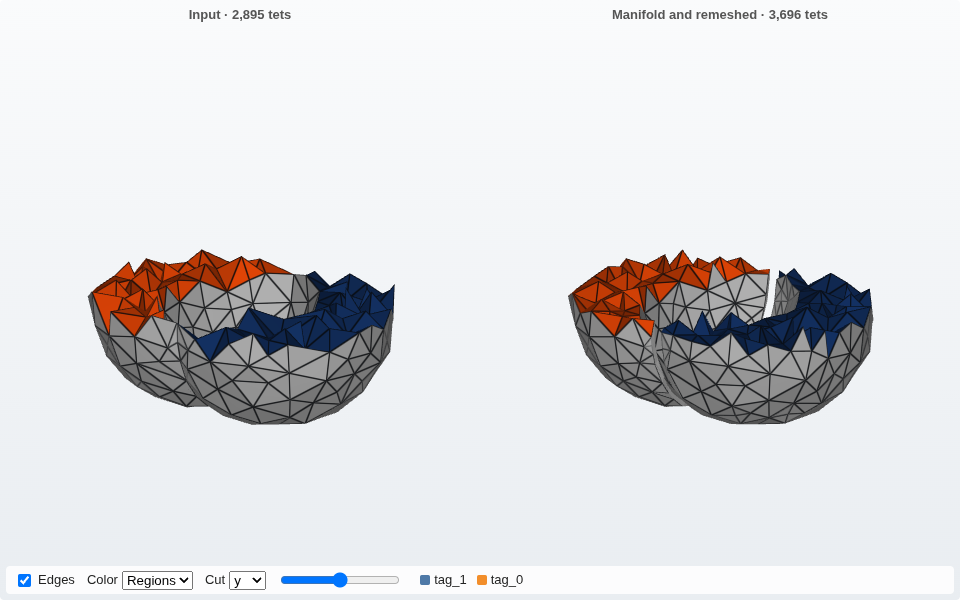 Input · 2,895 tets
Manifold and remeshed · 3,696 tets
Edges Color Regions Cut y tag_1 tag_0